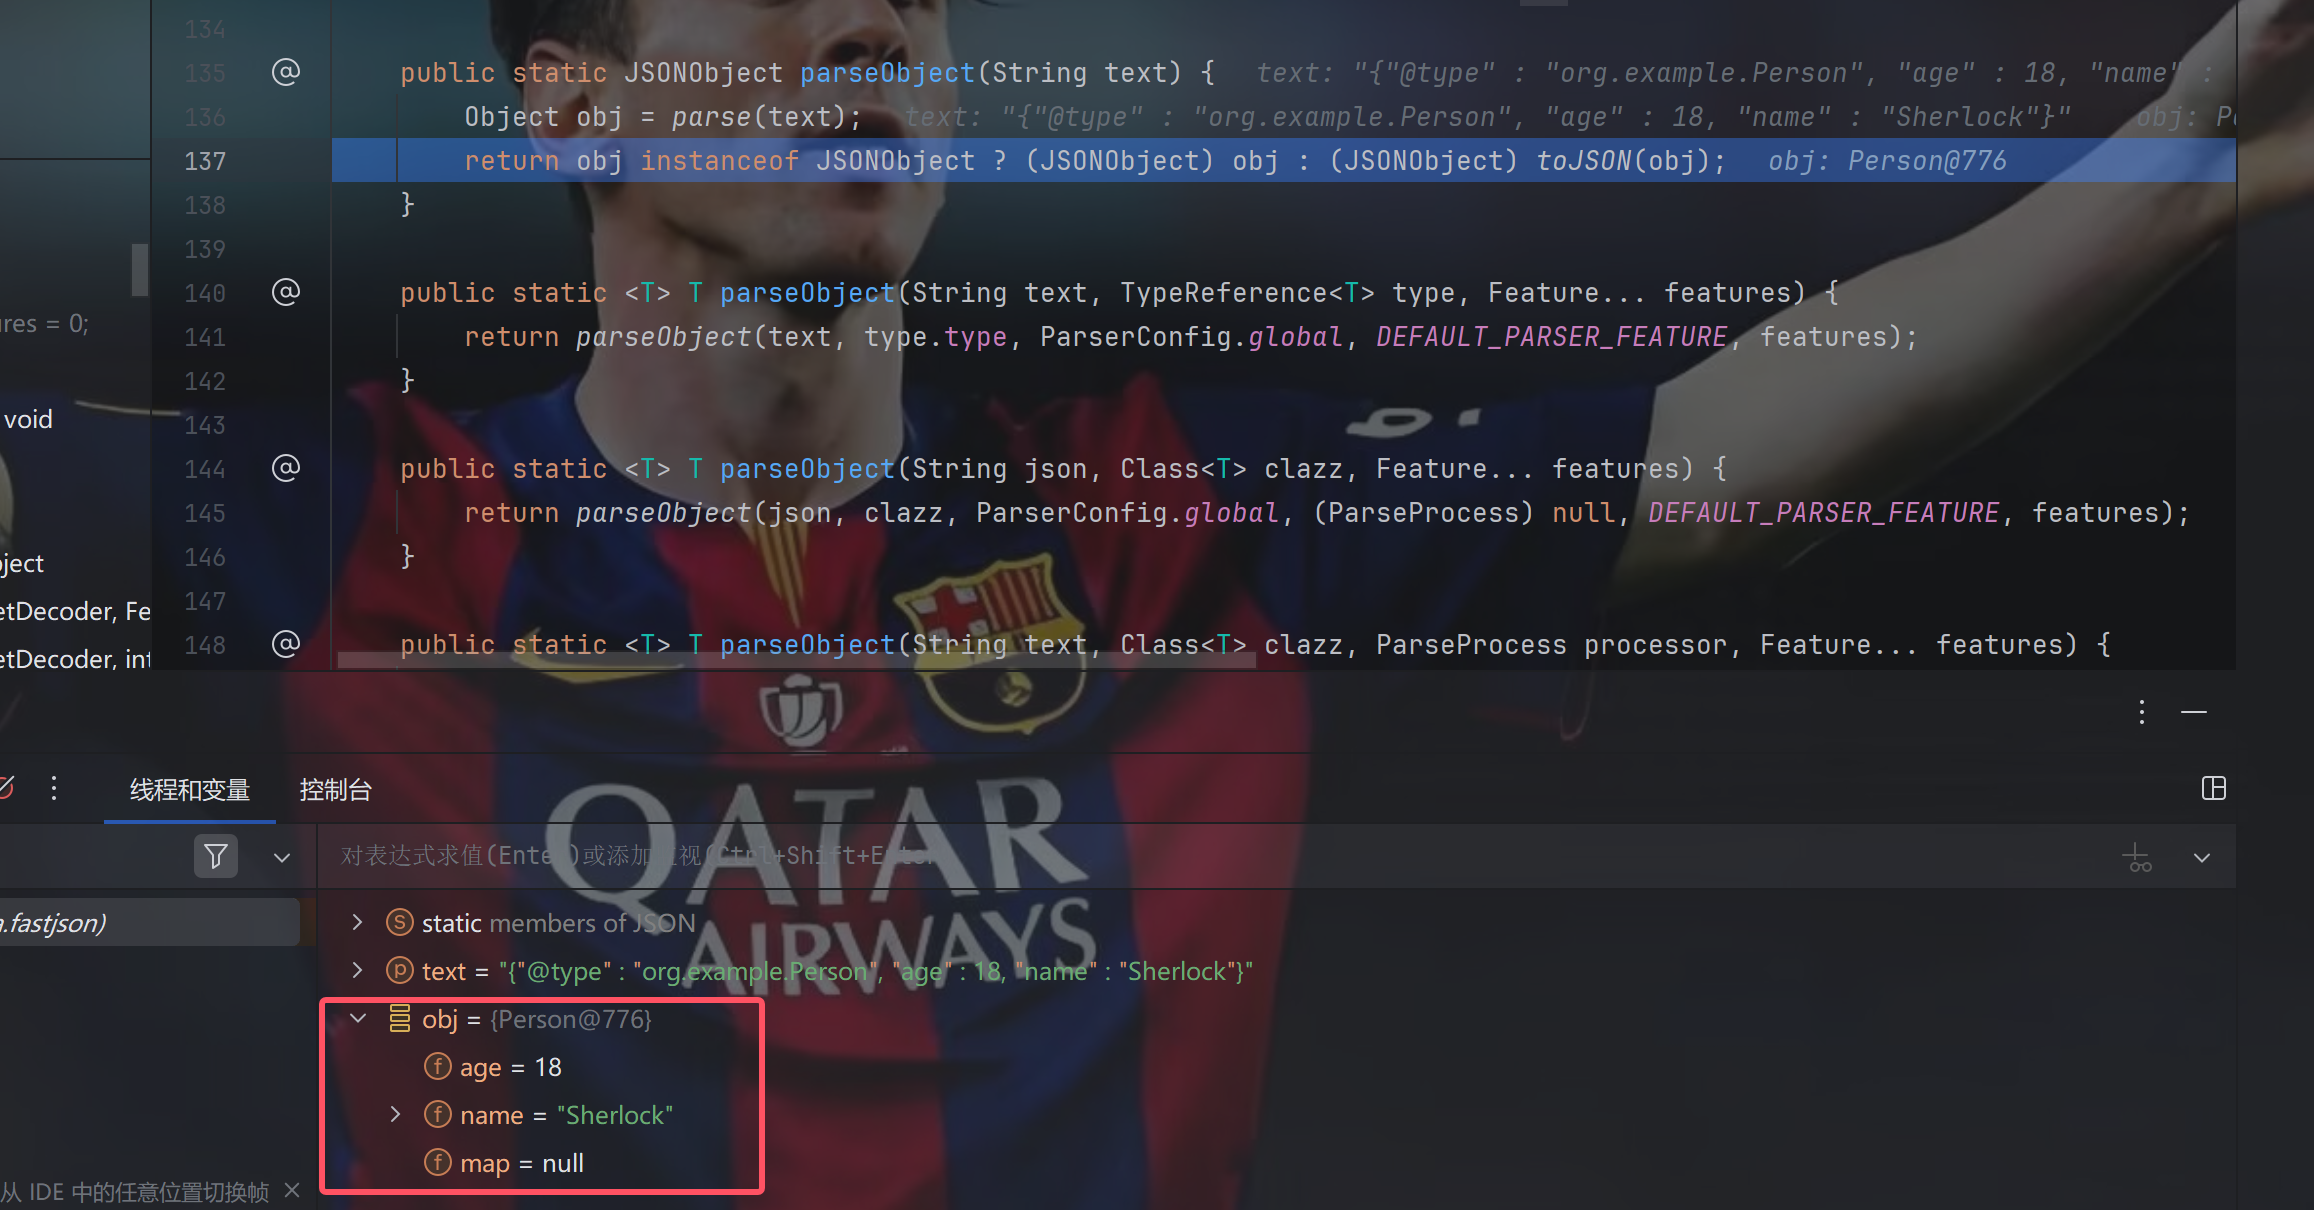 134
135 @ public static JSONObject parseObject(String text) { text: "{"@type" : "org.example.Person", "age" : 18, "name" :
136 Object obj = parse(text); text: "{"@type" : "org.example.Person", "age" : 18, "name" : "Sherlock"}" obj: P
137 return obj instanceof JSONObject ? (JSONObject) obj : (JSONObject) toJSON(obj); obj: Person@776
138 }
139
140 @ public static <T> T parseObject(String text, TypeReference<T> type, Feature... features) {
141 return parseObject(text, type.type, ParserConfig.global, DEFAULT_PARSER_FEATURE, features);
142 }
143
144 @ public static <T> T parseObject(String json, Class<T> clazz, Feature... features) {
145 return parseObject(json, clazz, ParserConfig.global, (ParseProcess) null, DEFAULT_PARSER_FEATURE, features);
146 }
147
148 @ public static <T> T parseObject(String text, Class<T> clazz, ParseProcess processor, Feature... features) {
res = 0;
void
ject
etDecoder, Fe
etDecoder, int
QATAR
AIRWAYS
线程和变量 控制台
对表达式求值(Enter)或添加监视(Ctrl+Shift+Enter
.fastjson)
static members of JSON
text = "{"@type" : "org.example.Person", "age" : 18, "name" : "Sherlock"}"
obj = {Person@776}
age = 18
name = "Sherlock"
map = null
从 IDE 中的任意位置切换帧